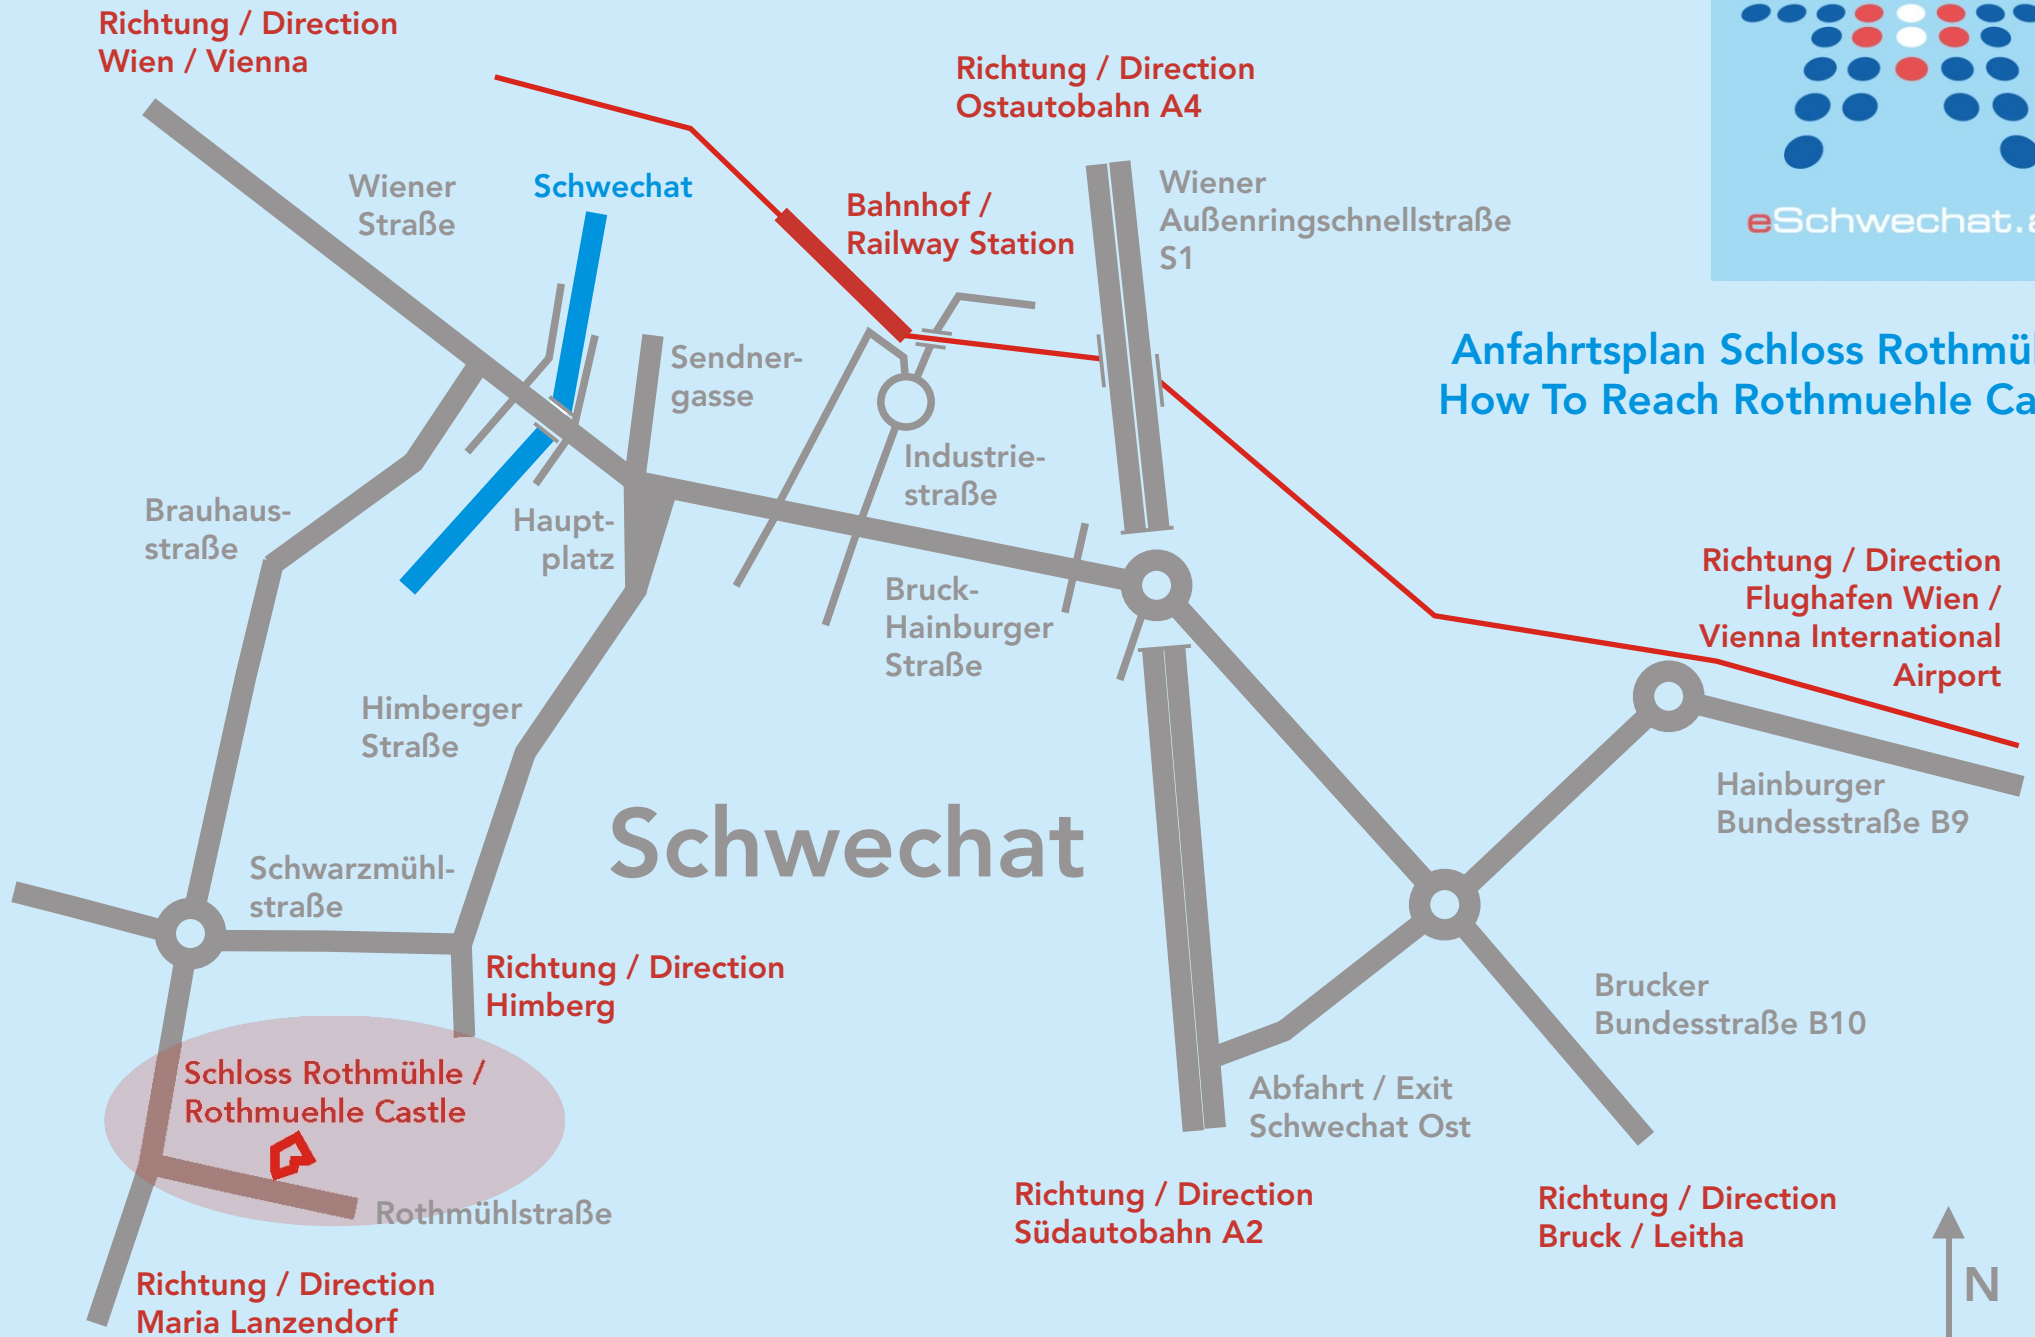 Richtung / Direction
Wien / Vienna
Richtung / Direction
Ostautobahn A4
Wiener
Straße
Schwechat
Bahnhof /
Railway Station
Wiener
Außenringschnellstraße
S1
eSchwechat.a
Anfahrtsplan Schloss Rothmü
How To Reach Rothmuehle Ca
Sendner-
gasse
Industrie-
straße
Brauhaus-
straße
Haupt-
platz
Bruck-
Hainburger
Straße
Richtung / Direction
Flughafen Wien /
Vienna International
Airport
Himberger
Straße
Schwechat
Hainburger
Bundesstraße B9
Schwarzmühl-
straße
Richtung / Direction
Himberg
Brucker
Bundesstraße B10
Schloss Rothmühle /
Rothmuehle Castle
Abfahrt / Exit
Schwechat Ost
Rothmühlstraße
Richtung / Direction
Südautobahn A2
Richtung / Direction
Bruck / Leitha
Richtung / Direction
Maria Lanzendorf
N